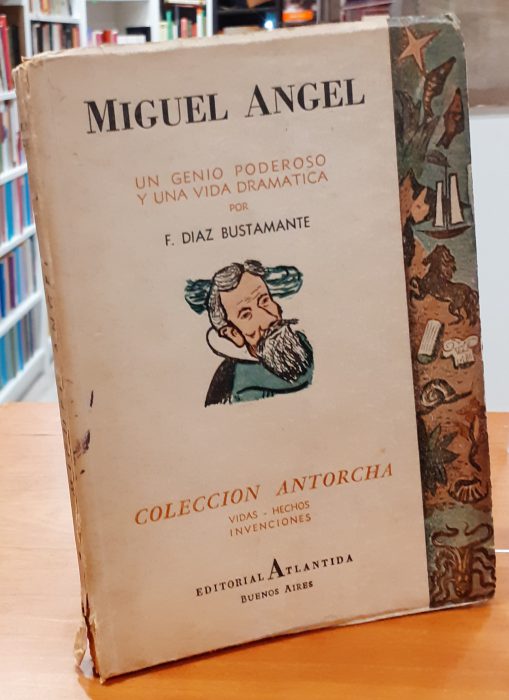 MIGUEL ANGEL
UN GENIO PODEROSO
Y UNA VIDA DRAMATICA
POR
F. DIAZ BUSTAMANTE
COLECCION ANTORCHA
VIDAS - HECHOS
INVENCIONES
EDITORIAL ATLANTIDA
BUENOS AIRES